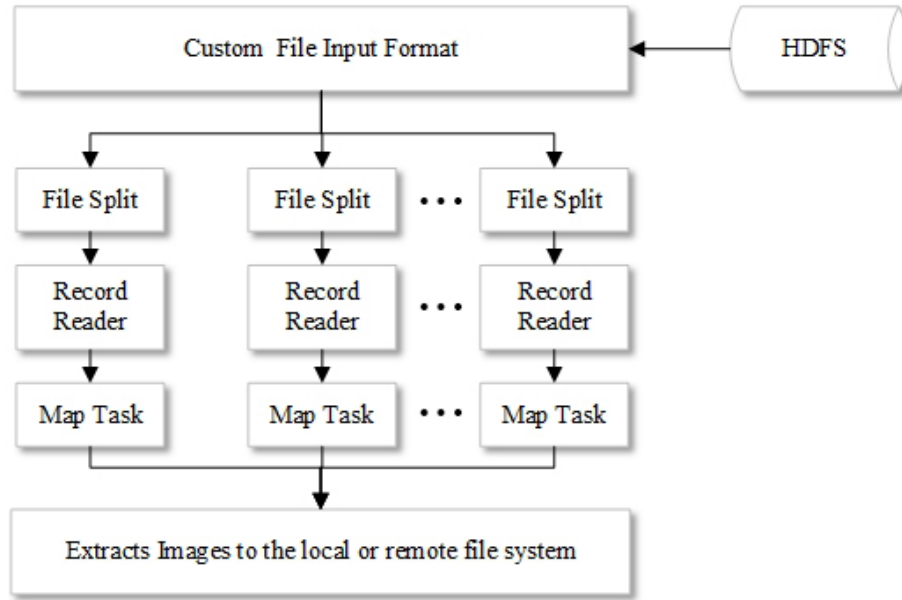 Custom File Input Format
HDFS
File Split
File Split
• • •
File Split
Record
Reader
Record
Reader
• • •
Record
Reader
Map Task
Map Task
• • •
Map Task
Extracts Images to the local or remote file system